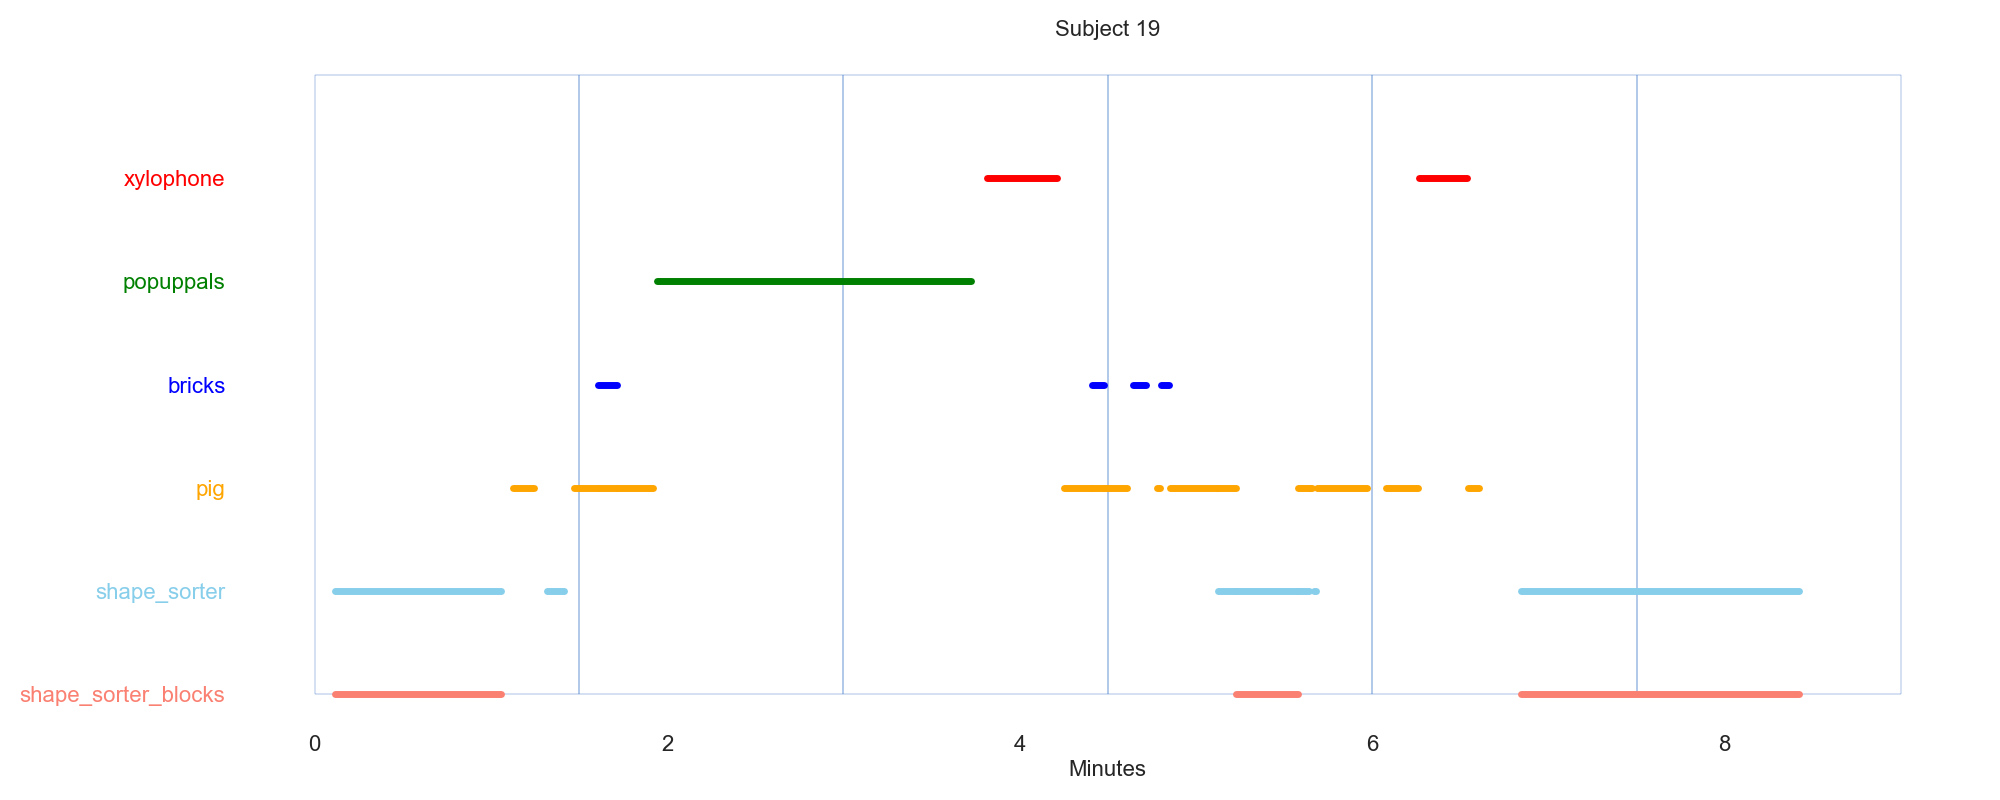 Subject 19
xylophone
popuppals
bricks
pig
shape_sorter
shape_sorter_blocks
0 2 4 6 8
Minutes